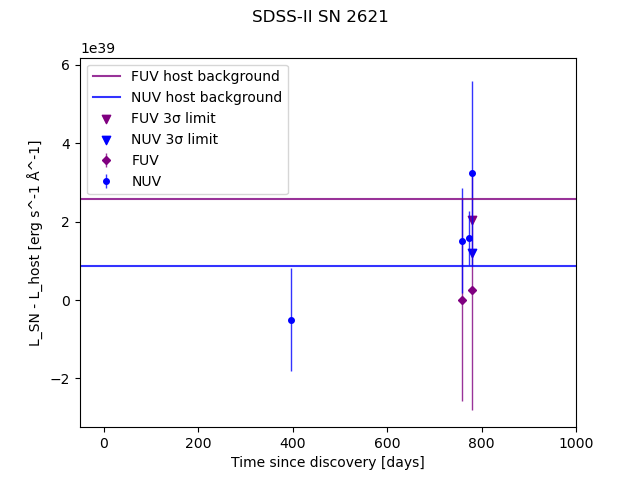 SDSS-II SN 2621
1e39
FUV host background
NUV host background
FUV 3σ limit
NUV 3σ limit
FUV
NUV
6
4
2
0
−2
L_SN - L_host [erg s^-1 Å^-1]
0 200 400 600 800 1000
Time since discovery [days]